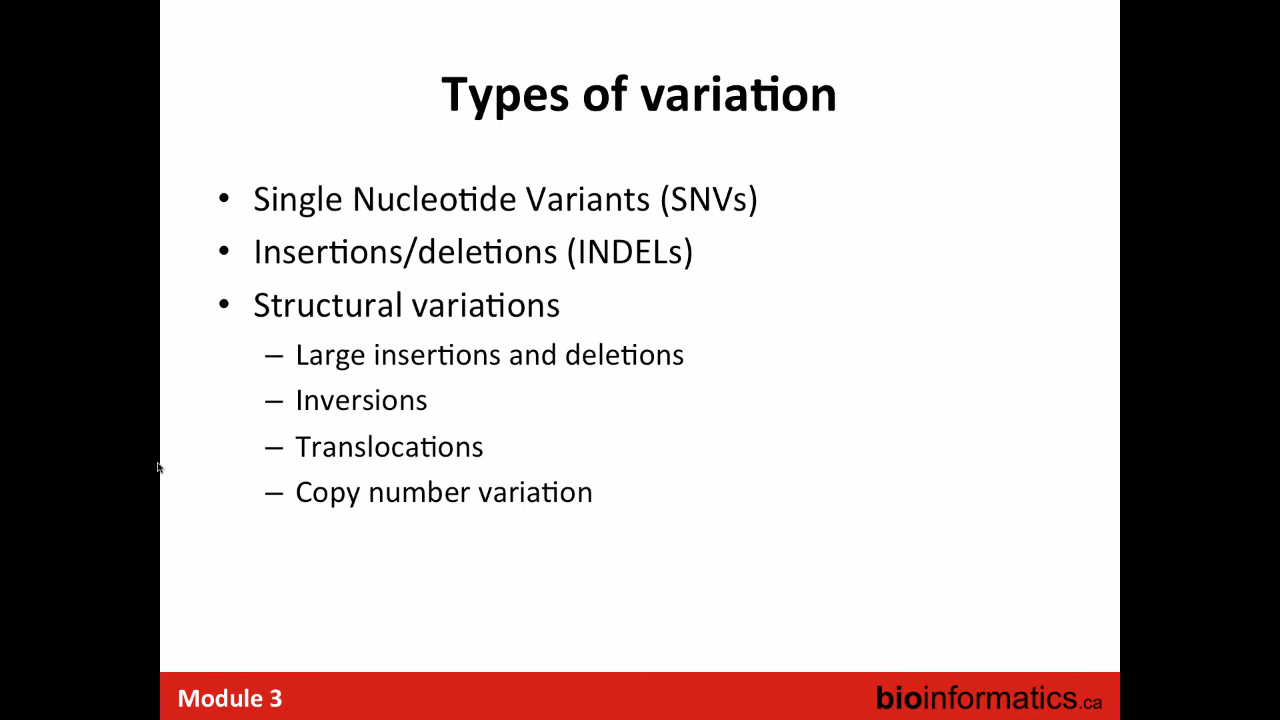 Types of variation
• Single Nucleotide Variants (SNVs)
• Insertions/deletions (INDELs)
• Structural variations
– Large insertions and deletions
– Inversions
– Translocations
– Copy number variation
Module 3
bioinformatics.ca